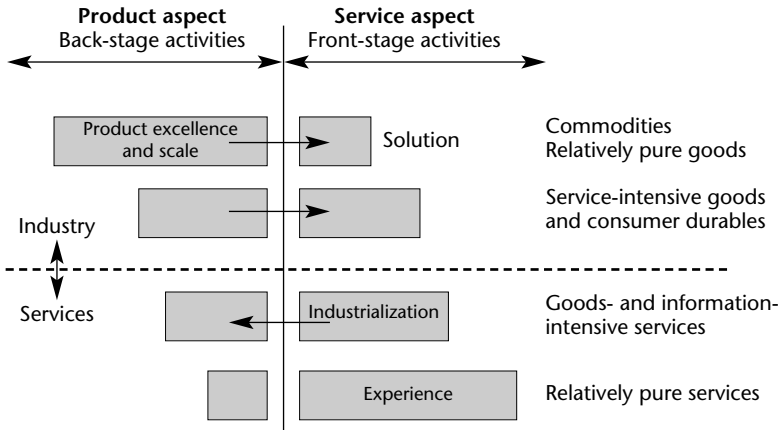 Product aspect
Back-stage activities
Service aspect
Front-stage activities
Product excellence
and scale
Solution
Commodities
Relatively pure goods
Service-intensive goods
and consumer durables
Industry
Services
Industrialization
Goods- and information-
intensive services
Experience
Relatively pure services